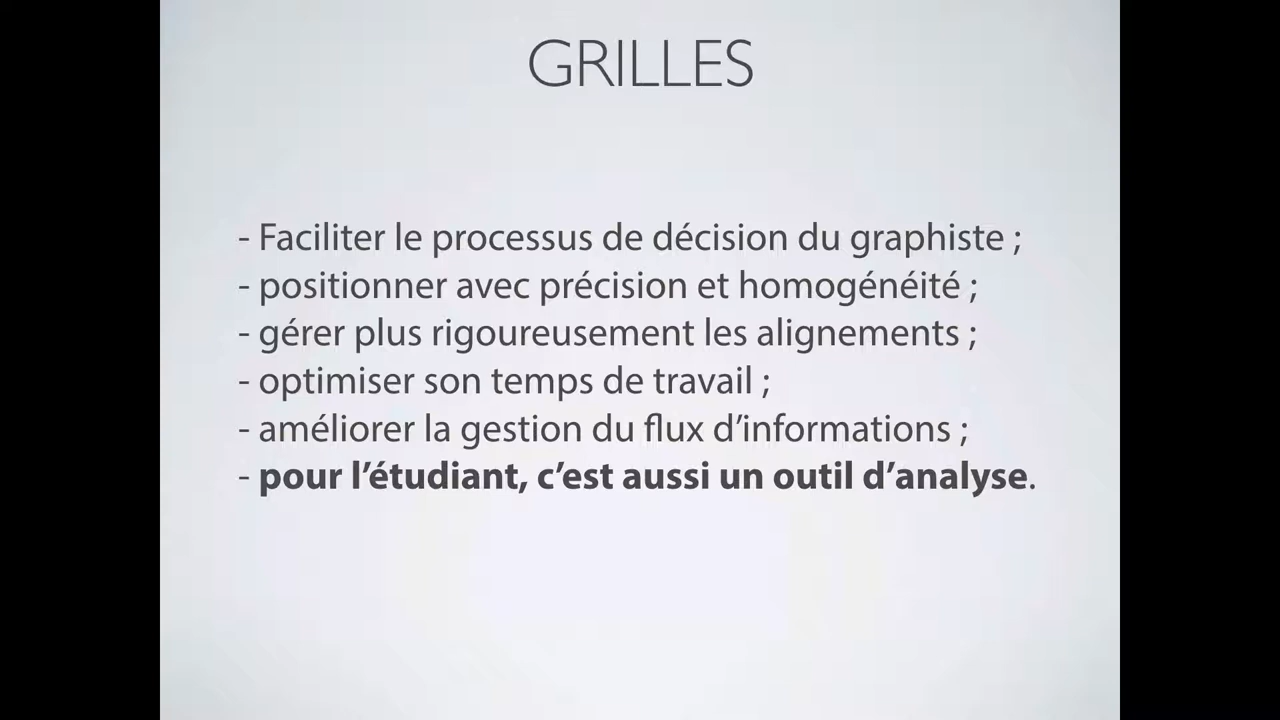 GRILLES
- Faciliter le processus de décision du graphiste ;
- positionner avec précision et homogénéité ;
- gérer plus rigoureusement les alignements ;
- optimiser son temps de travail ;
- améliorer la gestion du flux d’informations ;
- pour l’étudiant, c’est aussi un outil d’analyse.